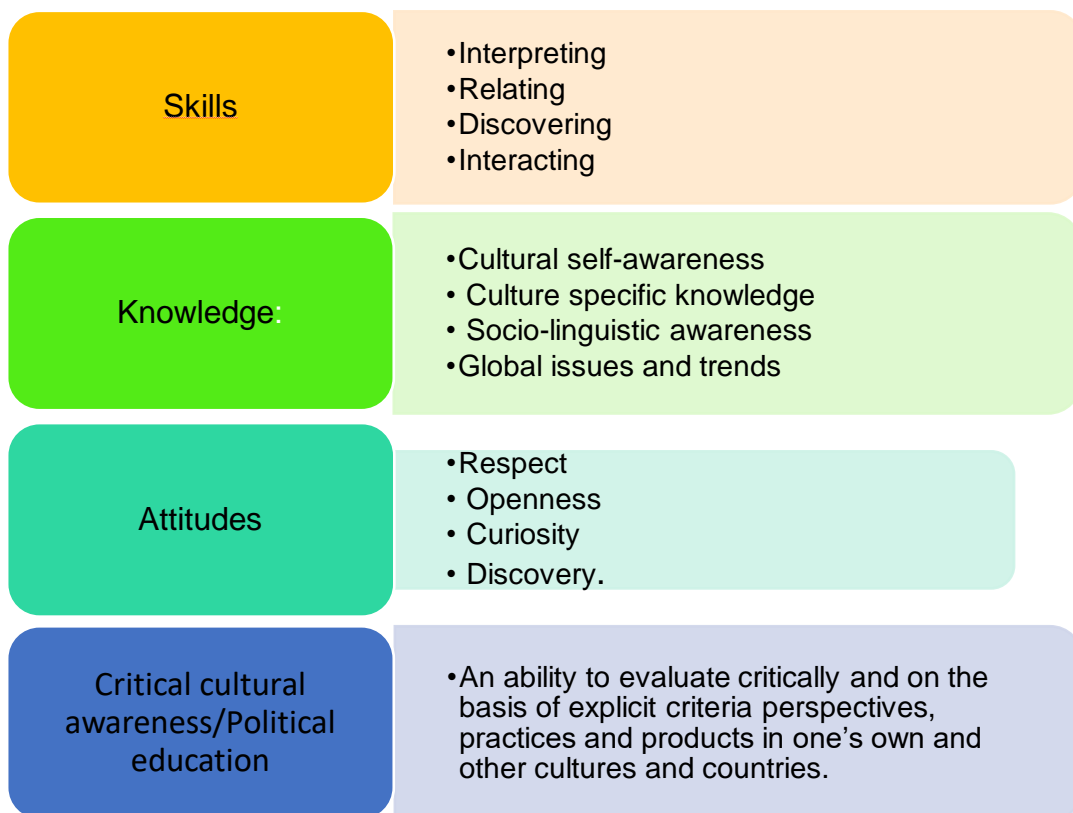 Skills
•Interpreting
•Relating
•Discovering
•Interacting
Knowledge:
•Cultural self-awareness
• Culture specific knowledge
• Socio-linguistic awareness
•Global issues and trends
Attitudes
•Respect
• Openness
• Curiosity
• Discovery.
Critical cultural
awareness/Political
education
•An ability to evaluate critically and on the
basis of explicit criteria perspectives,
practices and products in one’s own and
other cultures and countries.